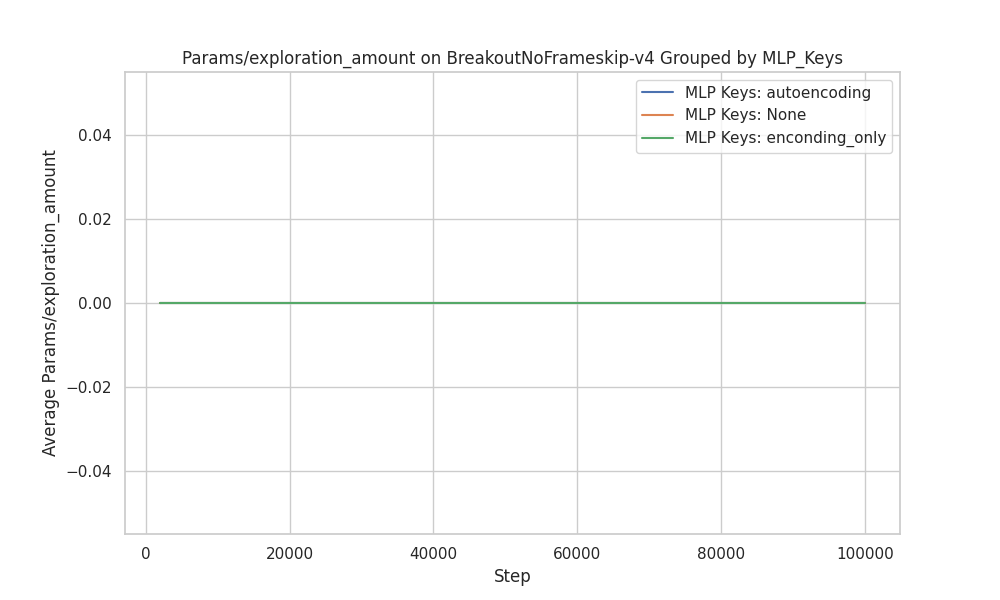 Params/exploration_amount on BreakoutNoFrameskip-v4 Grouped by MLP_Keys
MLP Keys: autoencoding
MLP Keys: None
MLP Keys: enconding_only
Average Params/exploration_amount
0.04
0.02
0.00
−0.02
−0.04
0 20000 40000 60000 80000 100000
Step